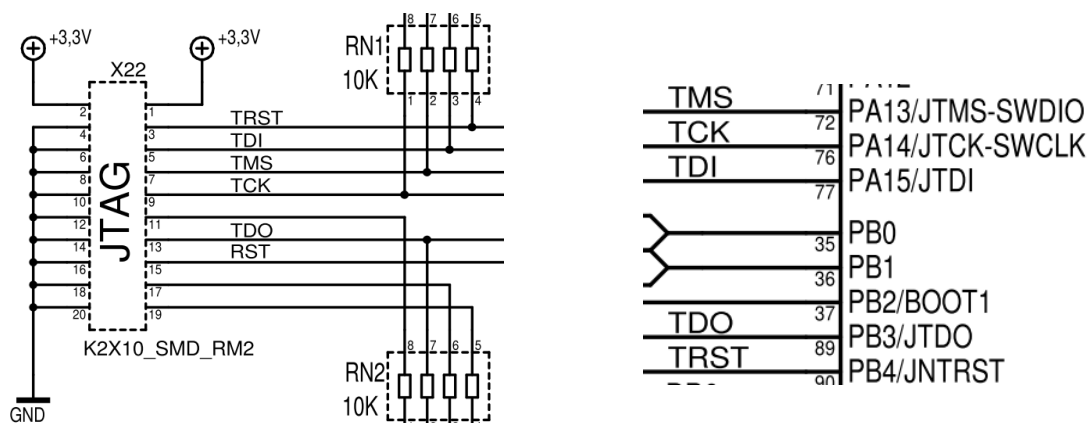 +3,3V
+3,3V
X22
JTAG
K2X10_SMD_RM2
GND
2
4
6
8
10
12
14
16
18
20
1
3
5
7
9
11
13
15
17
19
TRST
TDI
TMS
TCK
TDO
RST
8 7 6 5
RN1
10K
1 2 3 4
8 7 6 5
RN2
10K
TMS
TCK
TDI
TDO
TRST
71
72
76
77
35
36
37
89
90
PA13/JTMS-SWDIO
PA14/JTCK-SWCLK
PA15/JTDI
PB0
PB1
PB2/BOOT1
PB3/JTDO
PB4/JNTRST